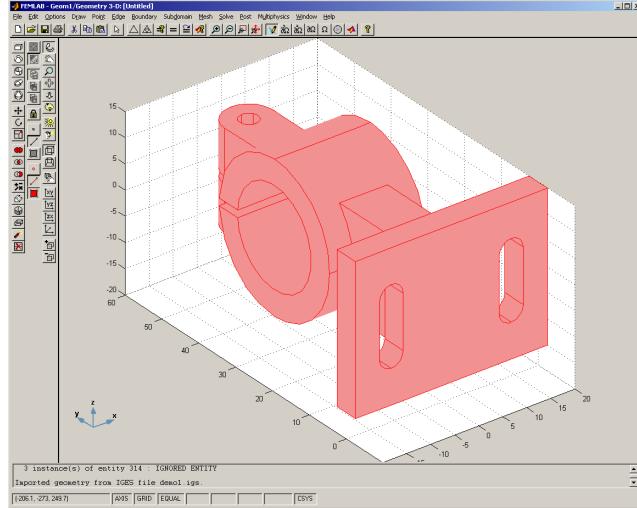 FEMLAB - Geom1/Geometry 3-D: [Untitled]
File Edit Options Draw Point Edge Boundary Subdomain Mesh Solve Post Multiphysics Window Help
15
10
5
0
-5
-10
-15
-20
60
50
40
30
20
10
0
20
15
10
5
0
-5
-10
-15
z
y
x
3 instance(s) of entity 314 : IGNORED ENTITY
Imported geometry from IGES file demo1.igs.
(-206.1, -273, 249.7) AXIS GRID EQUAL CSYS